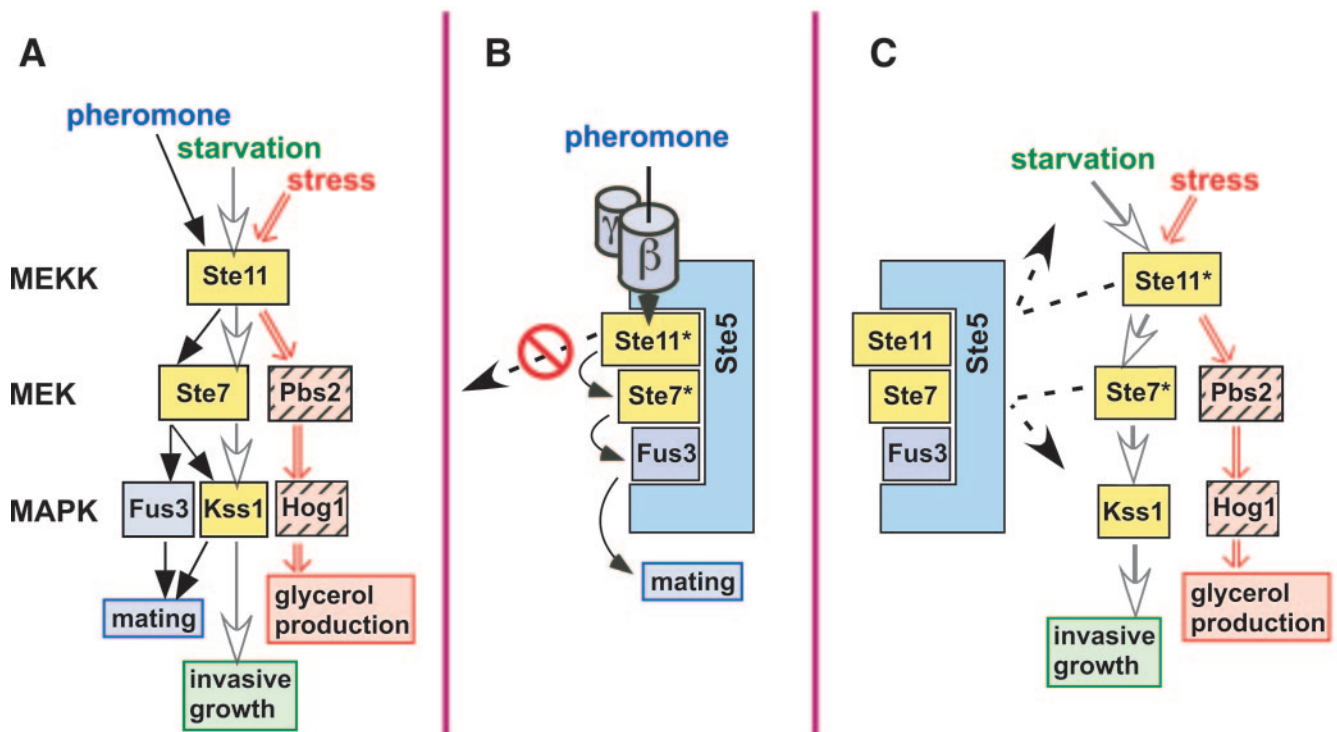 A
pheromone
starvation
stress
MEKK
Ste11
MEK
Ste7
Pbs2
MAPK
Fus3
Kss1
Hog1
mating
glycerol
production
invasive
growth
B
pheromone
γ
β
Ste11*
Ste7*
Fus3
Ste5
mating
C
starvation
stress
Ste11*
Ste5
Ste11
Ste7
Ste7*
Pbs2
Fus3
Kss1
Hog1
glycerol
production
invasive
growth